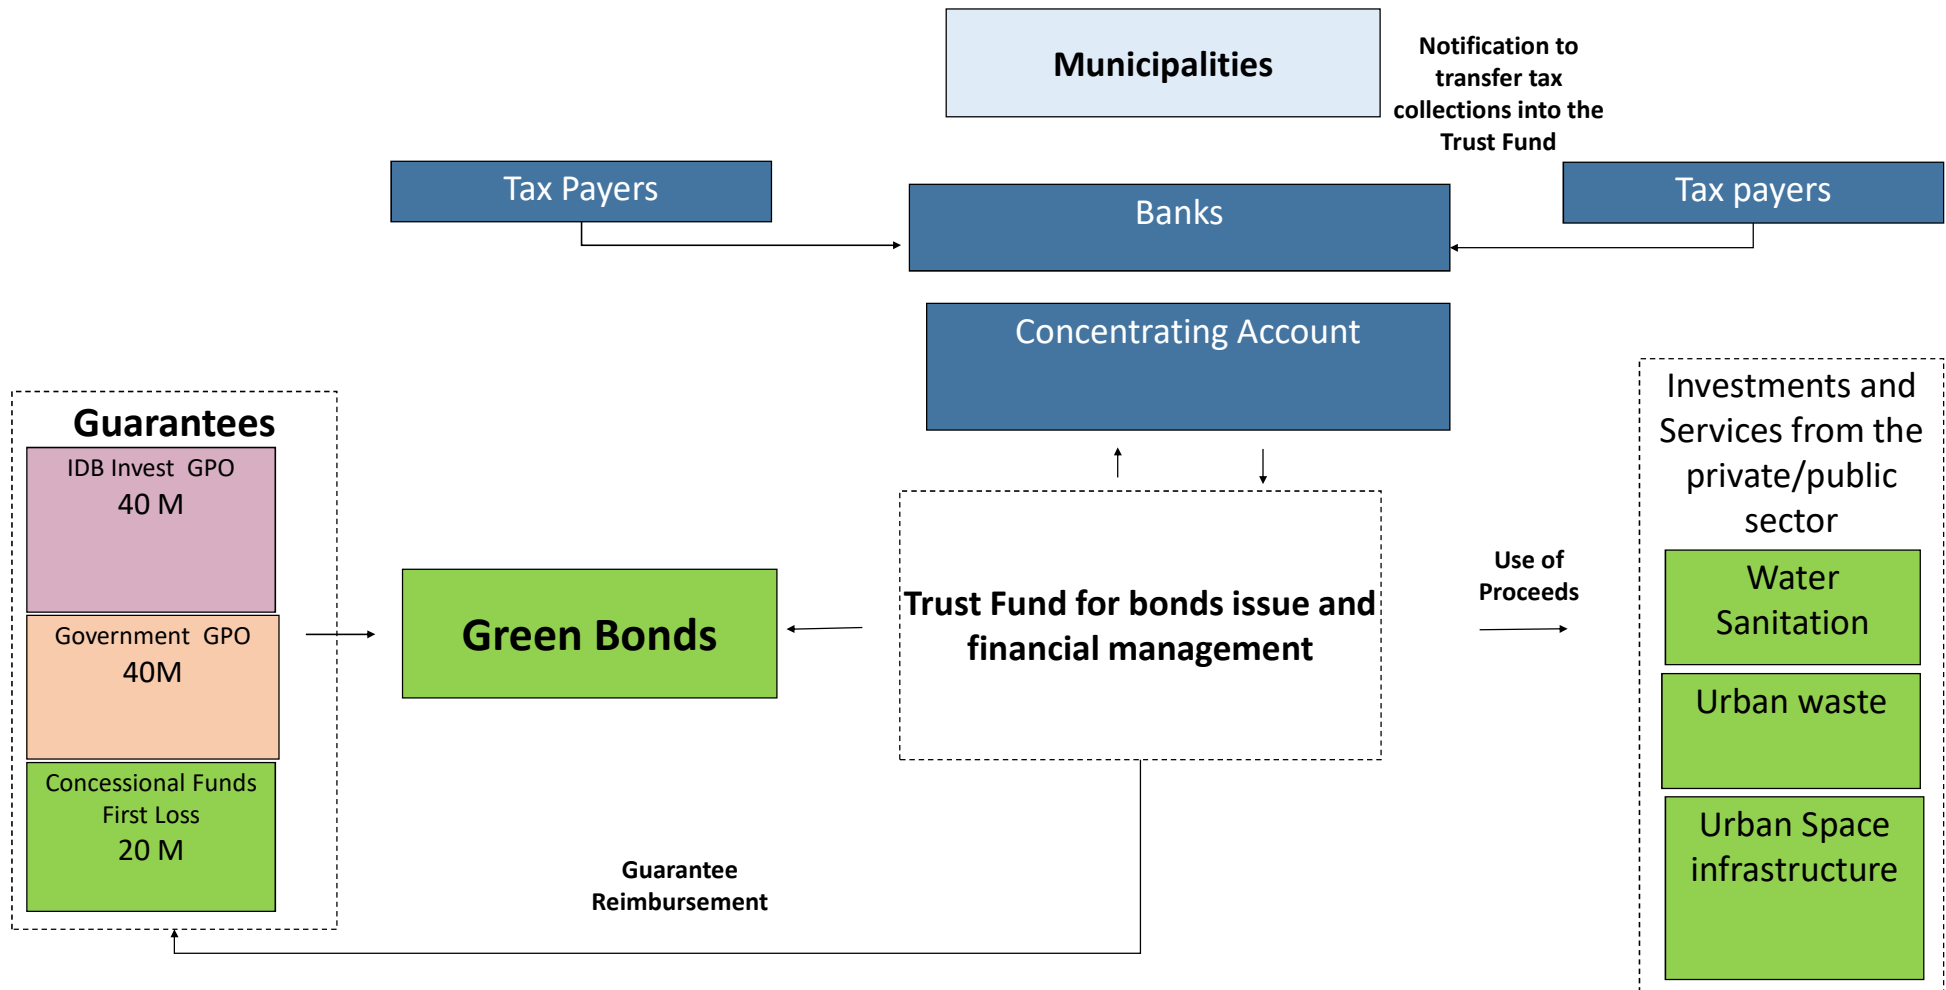 Municipalities
Notification to
transfer tax
collections into the
Trust Fund
Tax Payers
Banks
Tax payers
Concentrating Account
Guarantees
IDB Invest  GPO
40 M
Government  GPO
40M
Concessional Funds
First Loss
20 M
Green Bonds
Trust Fund for bonds issue and
financial management
Use of
Proceeds
Investments and
Services from the
private/public
sector
Water
Sanitation
Urban waste
Urban Space
infrastructure
Guarantee
Reimbursement